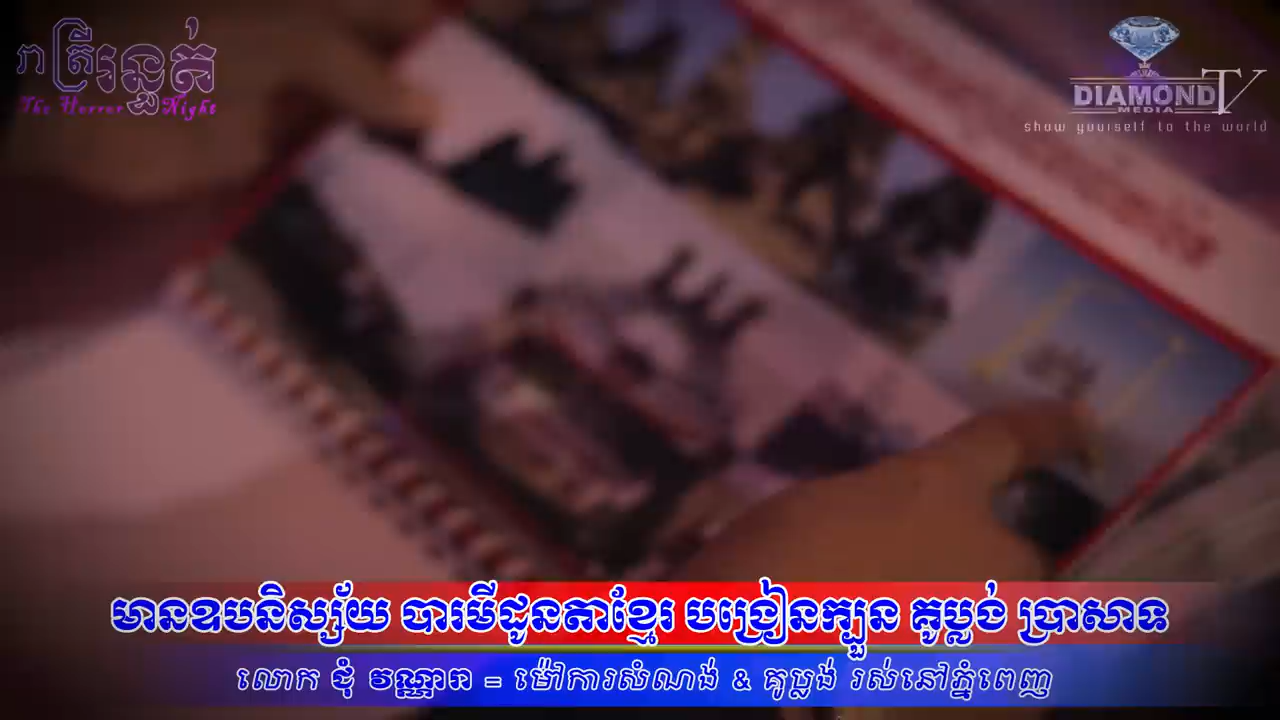 រាត្រីរន្ធត់
The Horror Night
DIAMOND TV
MEDIA
show yourself to the world
មានឧបនិស្ស័យ បារមីដូនតាខ្មែរ បង្រៀនក្បួន គូប្លង់ ប្រាសាទ
លោក ជុំ វណ្ណារា = ម៉ៅការសំណង់ & គូប្លង់ រស់នៅភ្នំពេញ